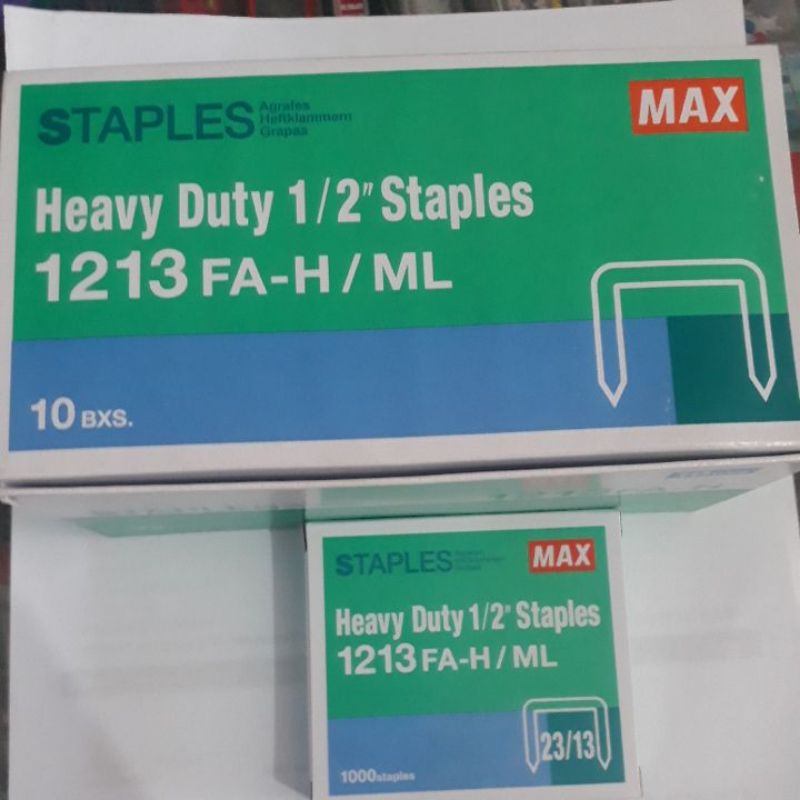 STAPLES
Agrafes
Heftklammern
Grapas
MAX
Heavy Duty 1/2" Staples
1213 FA-H / ML
10 BXS.
STAPLES
MAX
Heavy Duty 1/2" Staples
1213 FA-H / ML
23/13
1000staples